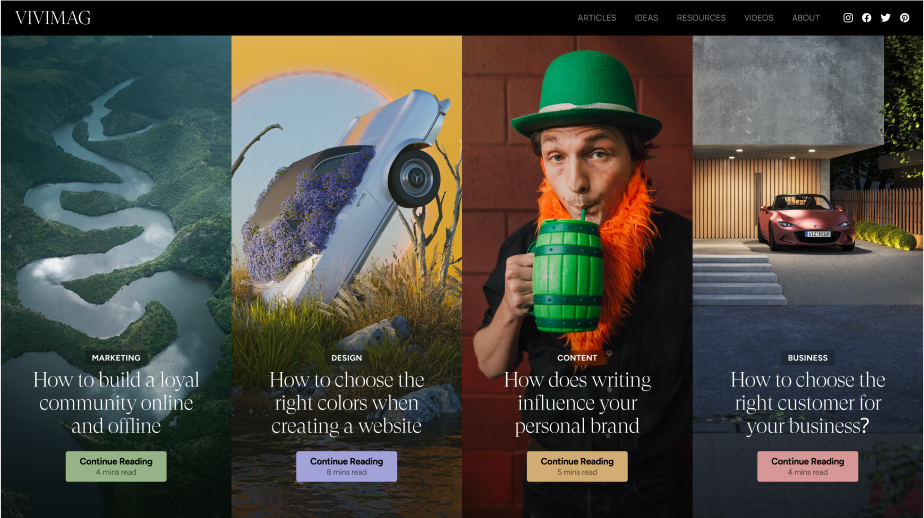 VIVIMAG
ARTICLES IDEAS RESOURCES VIDEOS ABOUT
MARKETING
How to build a loyal
community online
and offline
Continue Reading
4 mins read
DESIGN
How to choose the
right colors when
creating a website
Continue Reading
8 mins read
CONTENT
How does writing
influence your
personal brand
Continue Reading
5 mins read
BUSINESS
How to choose the
right customer for
your business?
Continue Reading
4 mins read